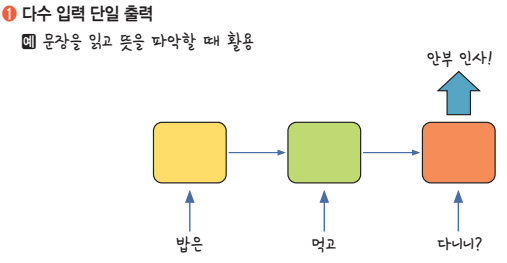 ❶ 다수 입력 단일 출력
예 문장을 읽고 뜻을 파악할 때 활용
안부 인사!
밥은 먹고 다니니?